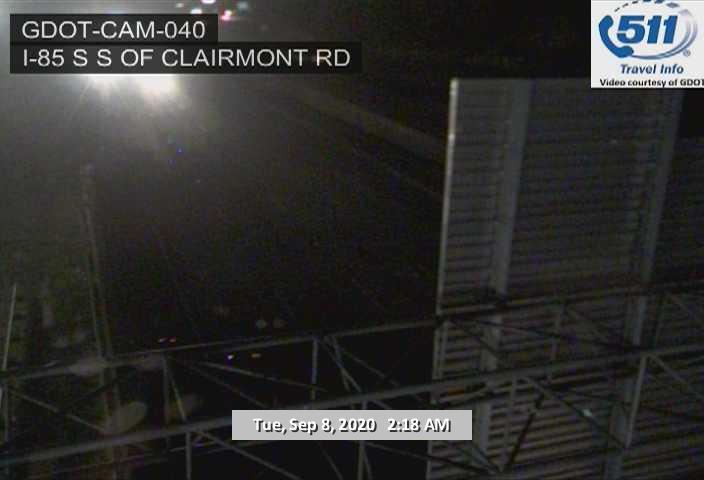 GDOT-CAM-040
I-85 S S OF CLAIRMONT RD
511
®
Travel Info
Video courtesy of GDOT
Tue, Sep 8, 2020 2:18 AM